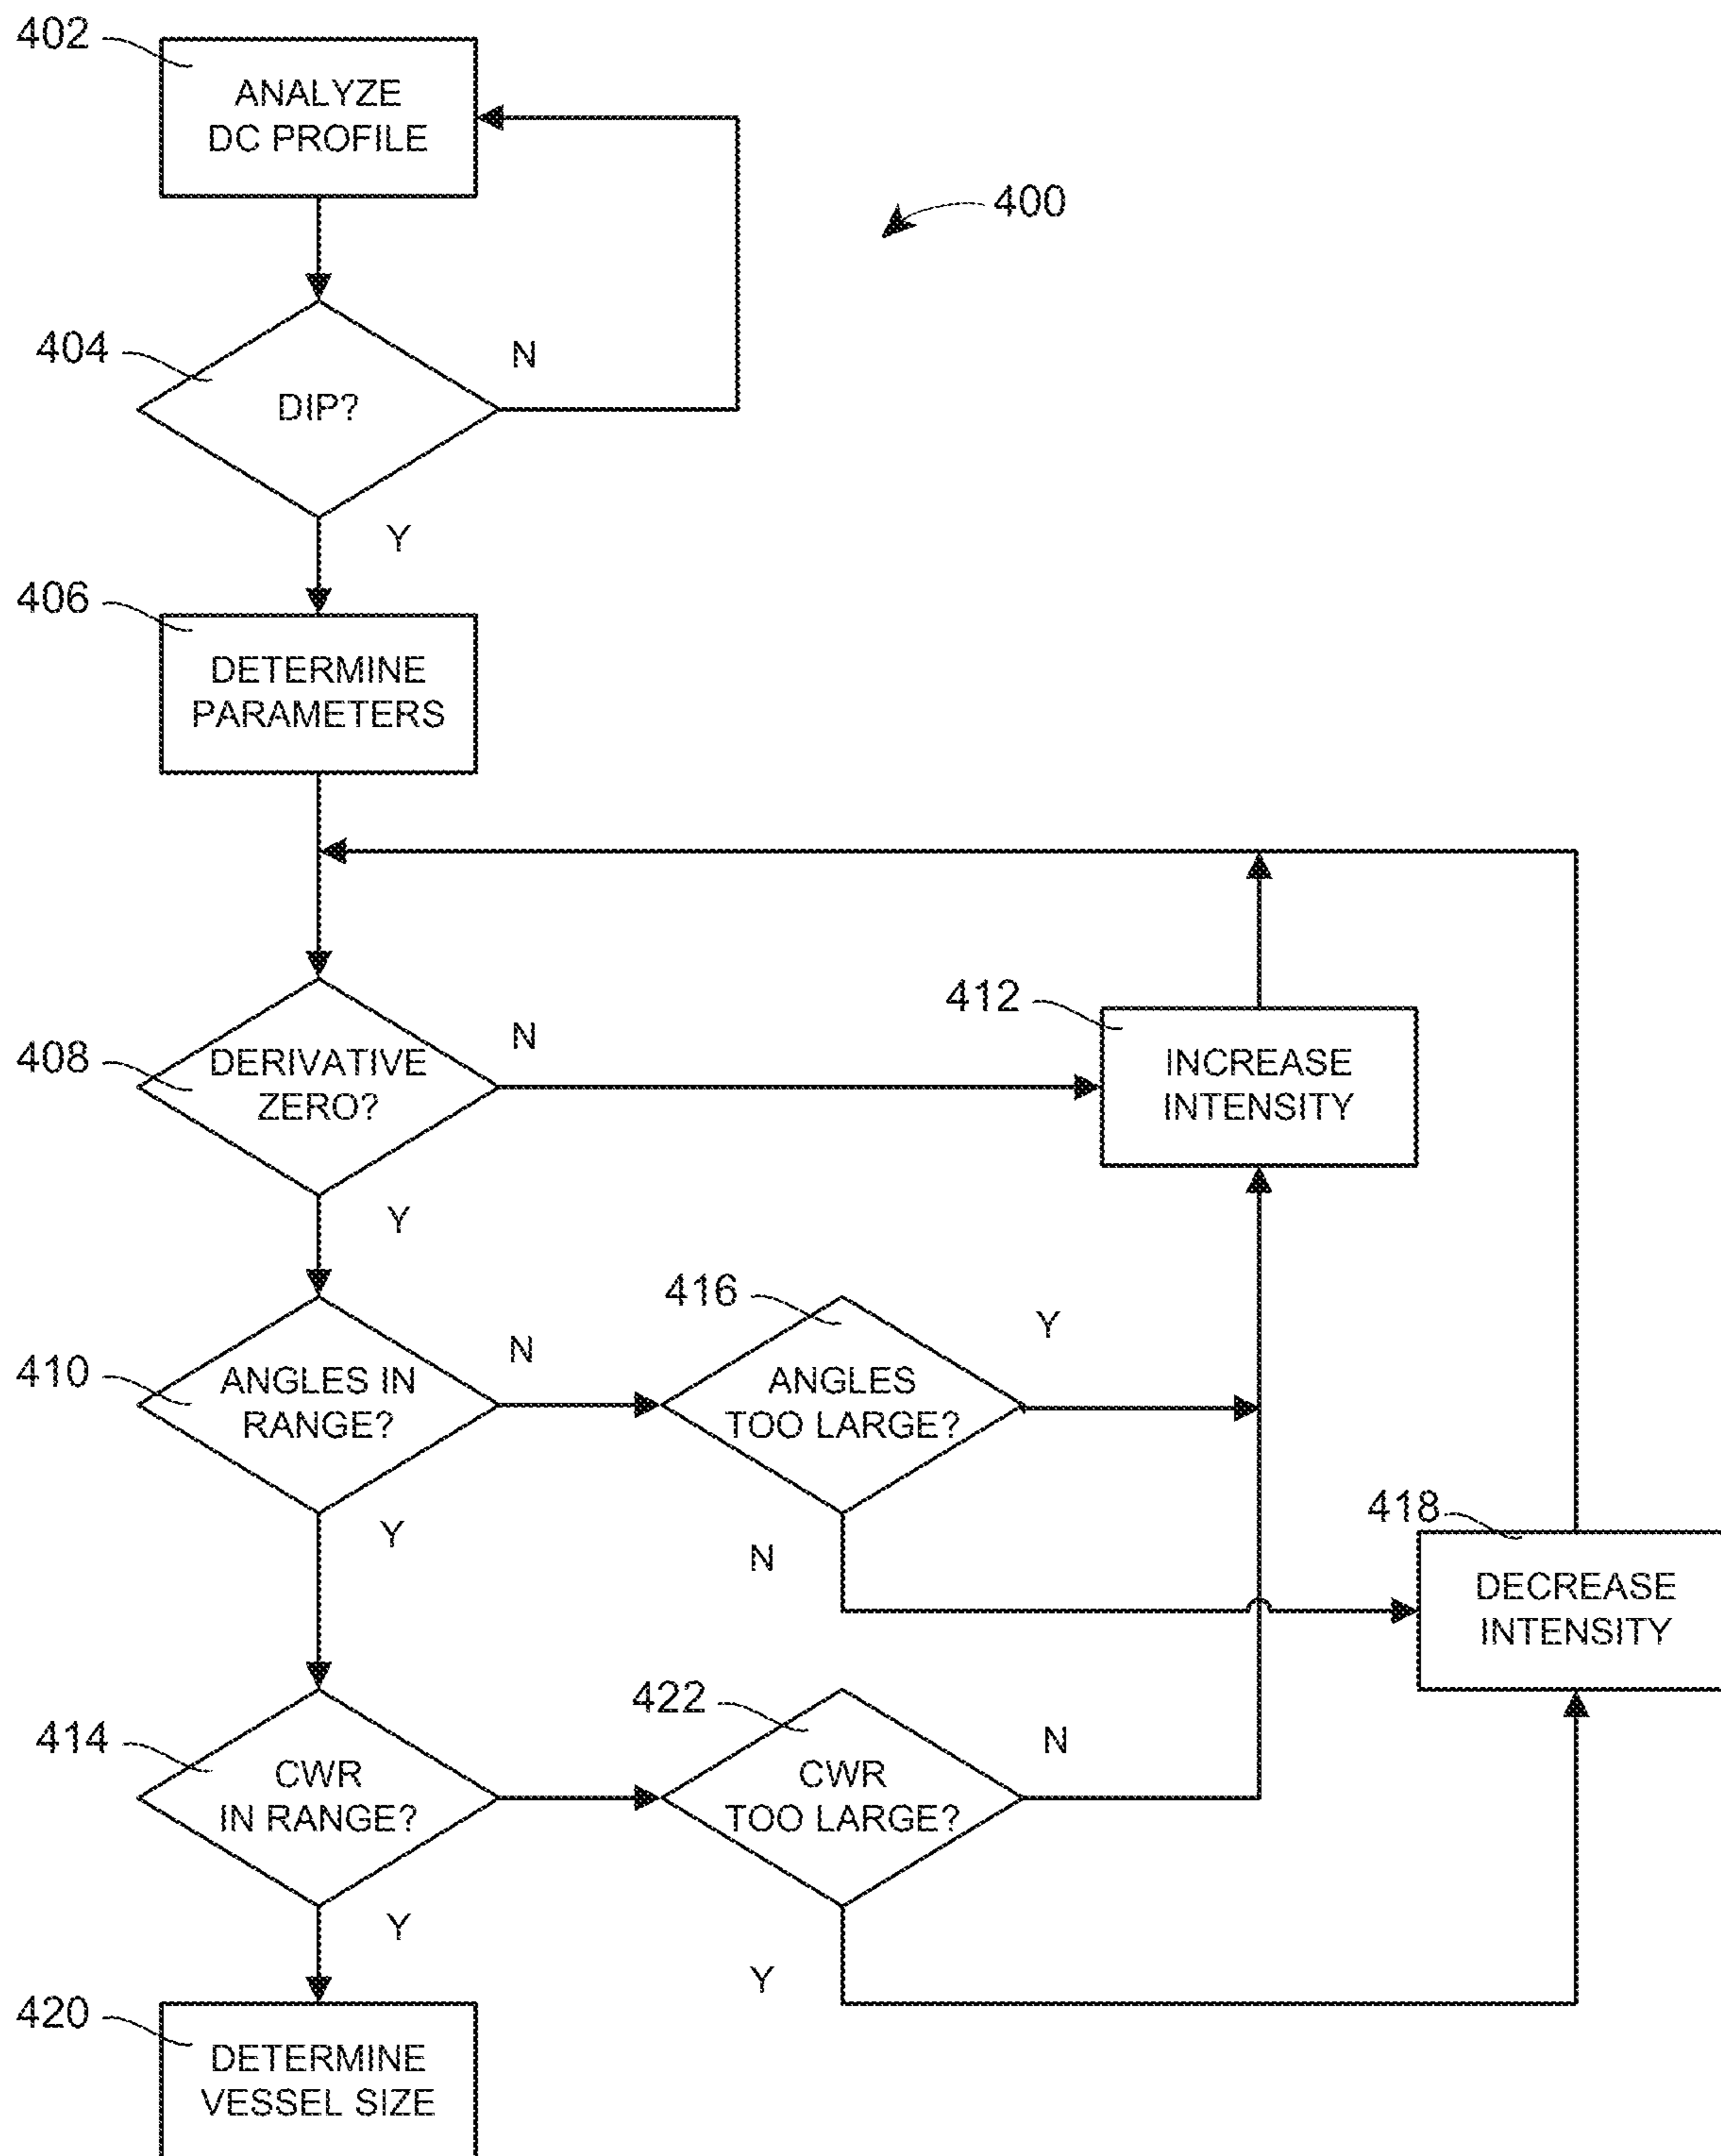 402
ANALYZE
DC PROFILE
400
404
DIP?
N
Y
406
DETERMINE
PARAMETERS
408
DERIVATIVE
ZERO?
N
Y
412
INCREASE
INTENSITY
410
ANGLES IN
RANGE?
N
Y
416
ANGLES
TOO LARGE?
Y
N
418
DECREASE
INTENSITY
414
CWR
IN RANGE?
Y
422
CWR
TOO LARGE?
N
Y
420
DETERMINE
VESSEL SIZE